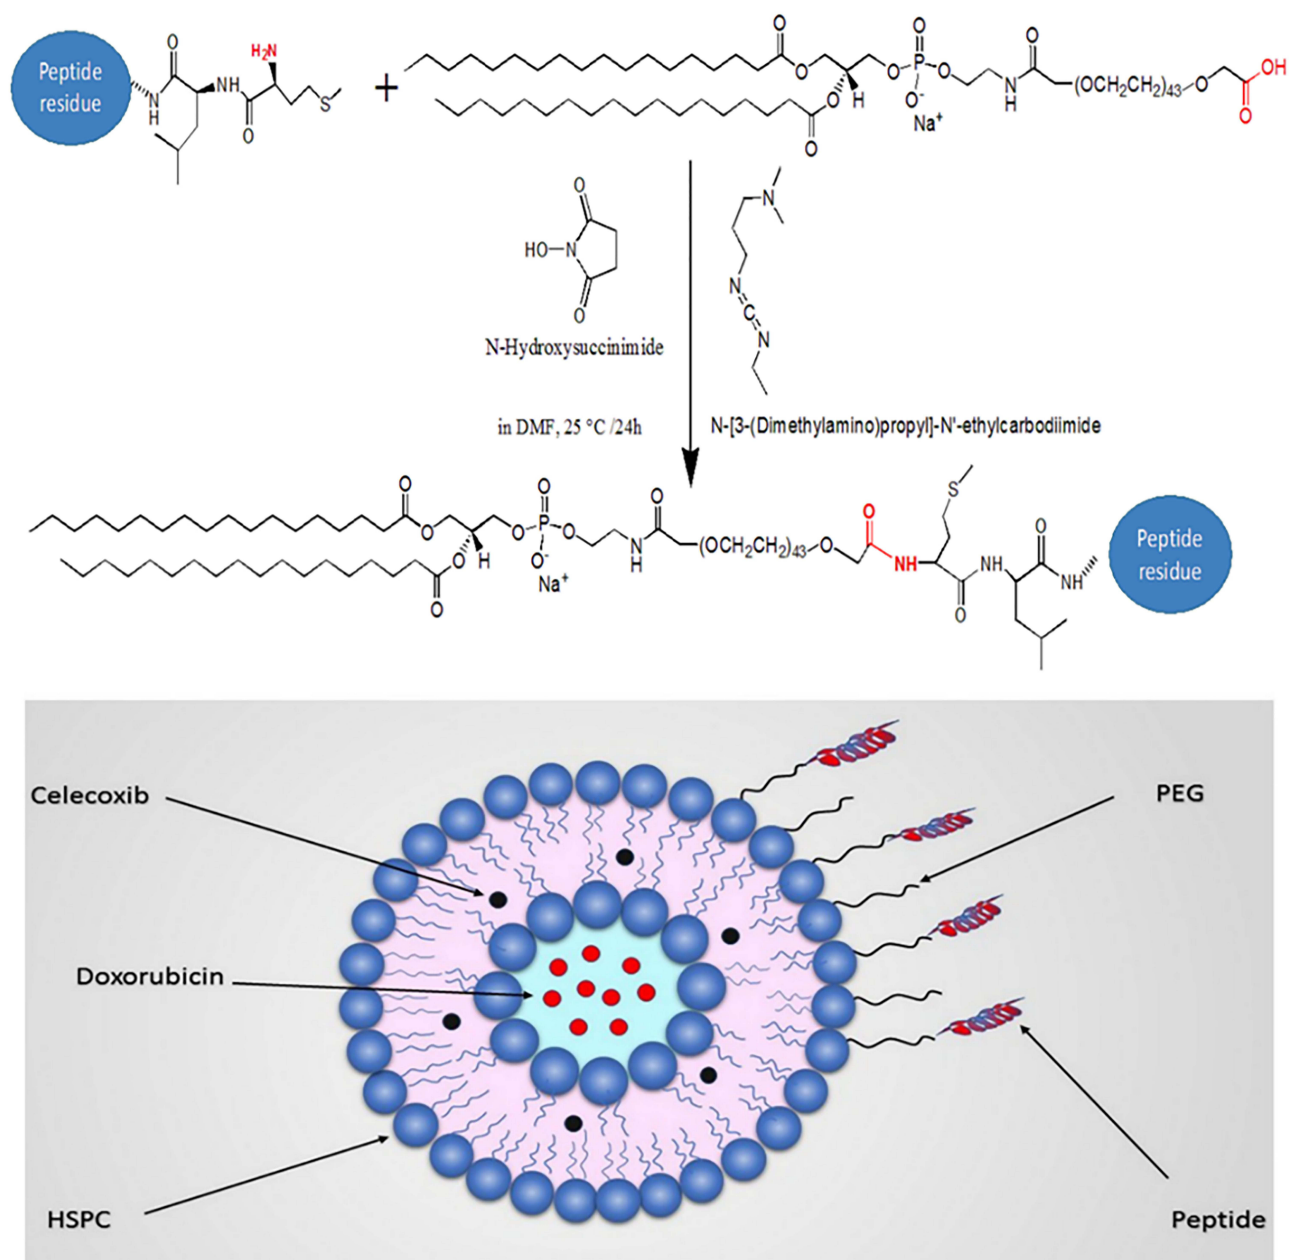 Peptide
residue
H₂N
O
NH
N
H
O
S
+
O
O
O
P
O
O
O
H
O⁻
Na⁺
N
H
O
(OCH₂CH₂)₄₃
O
OH
O
O
HO
N
O
N-Hydroxysuccinimide
in DMF, 25 °C /24h
N
N
C
N
N-[3-(Dimethylamino)propyl]-N'-ethylcarbodiimide
O
O
O
O
O
P
O
O
H
O⁻
Na⁺
N
H
O
(OCH₂CH₂)₄₃
O
O
NH
S
O
NH
O
NH
Peptide
residue
Celecoxib
PEG
Doxorubicin
HSPC
Peptide